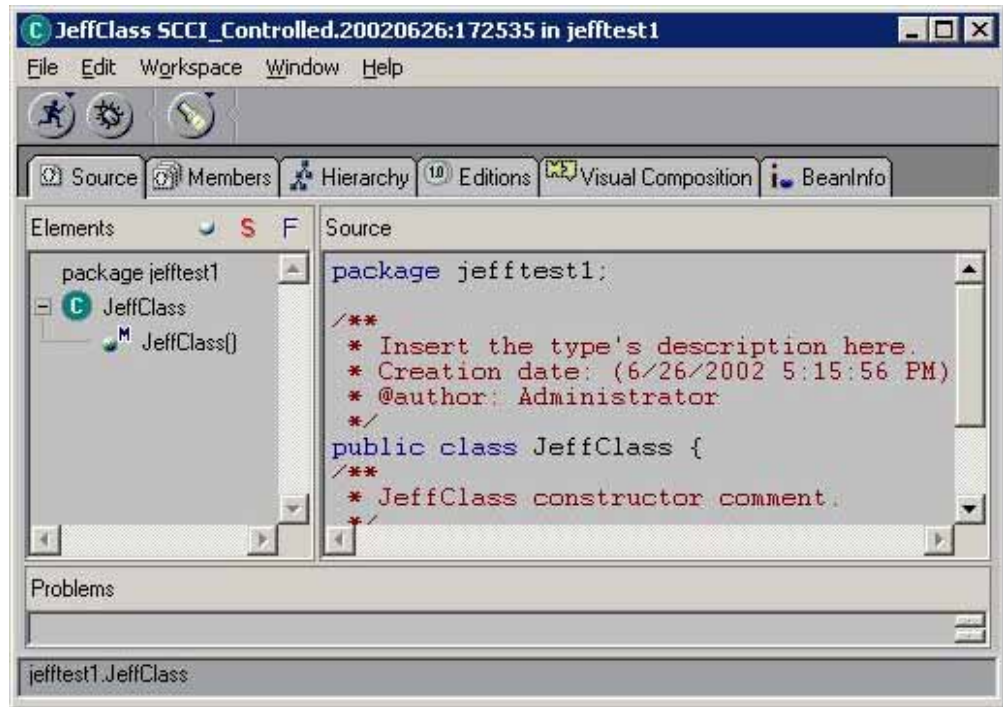 JeffClass SCCI_Controlled.20020626:172535 in jefftest1
File Edit Workspace Window Help
Source Members Hierarchy 1.0 Editions Visual Composition BeanInfo
Elements S F
package jefftest1
C JeffClass
M JeffClass()
Source
package jefftest1;
/**
* Insert the type's description here.
* Creation date: (6/26/2002 5:15:56 PM)
* @author: Administrator
*/
public class JeffClass {
/**
* JeffClass constructor comment.
*/
Problems
jefftest1.JeffClass